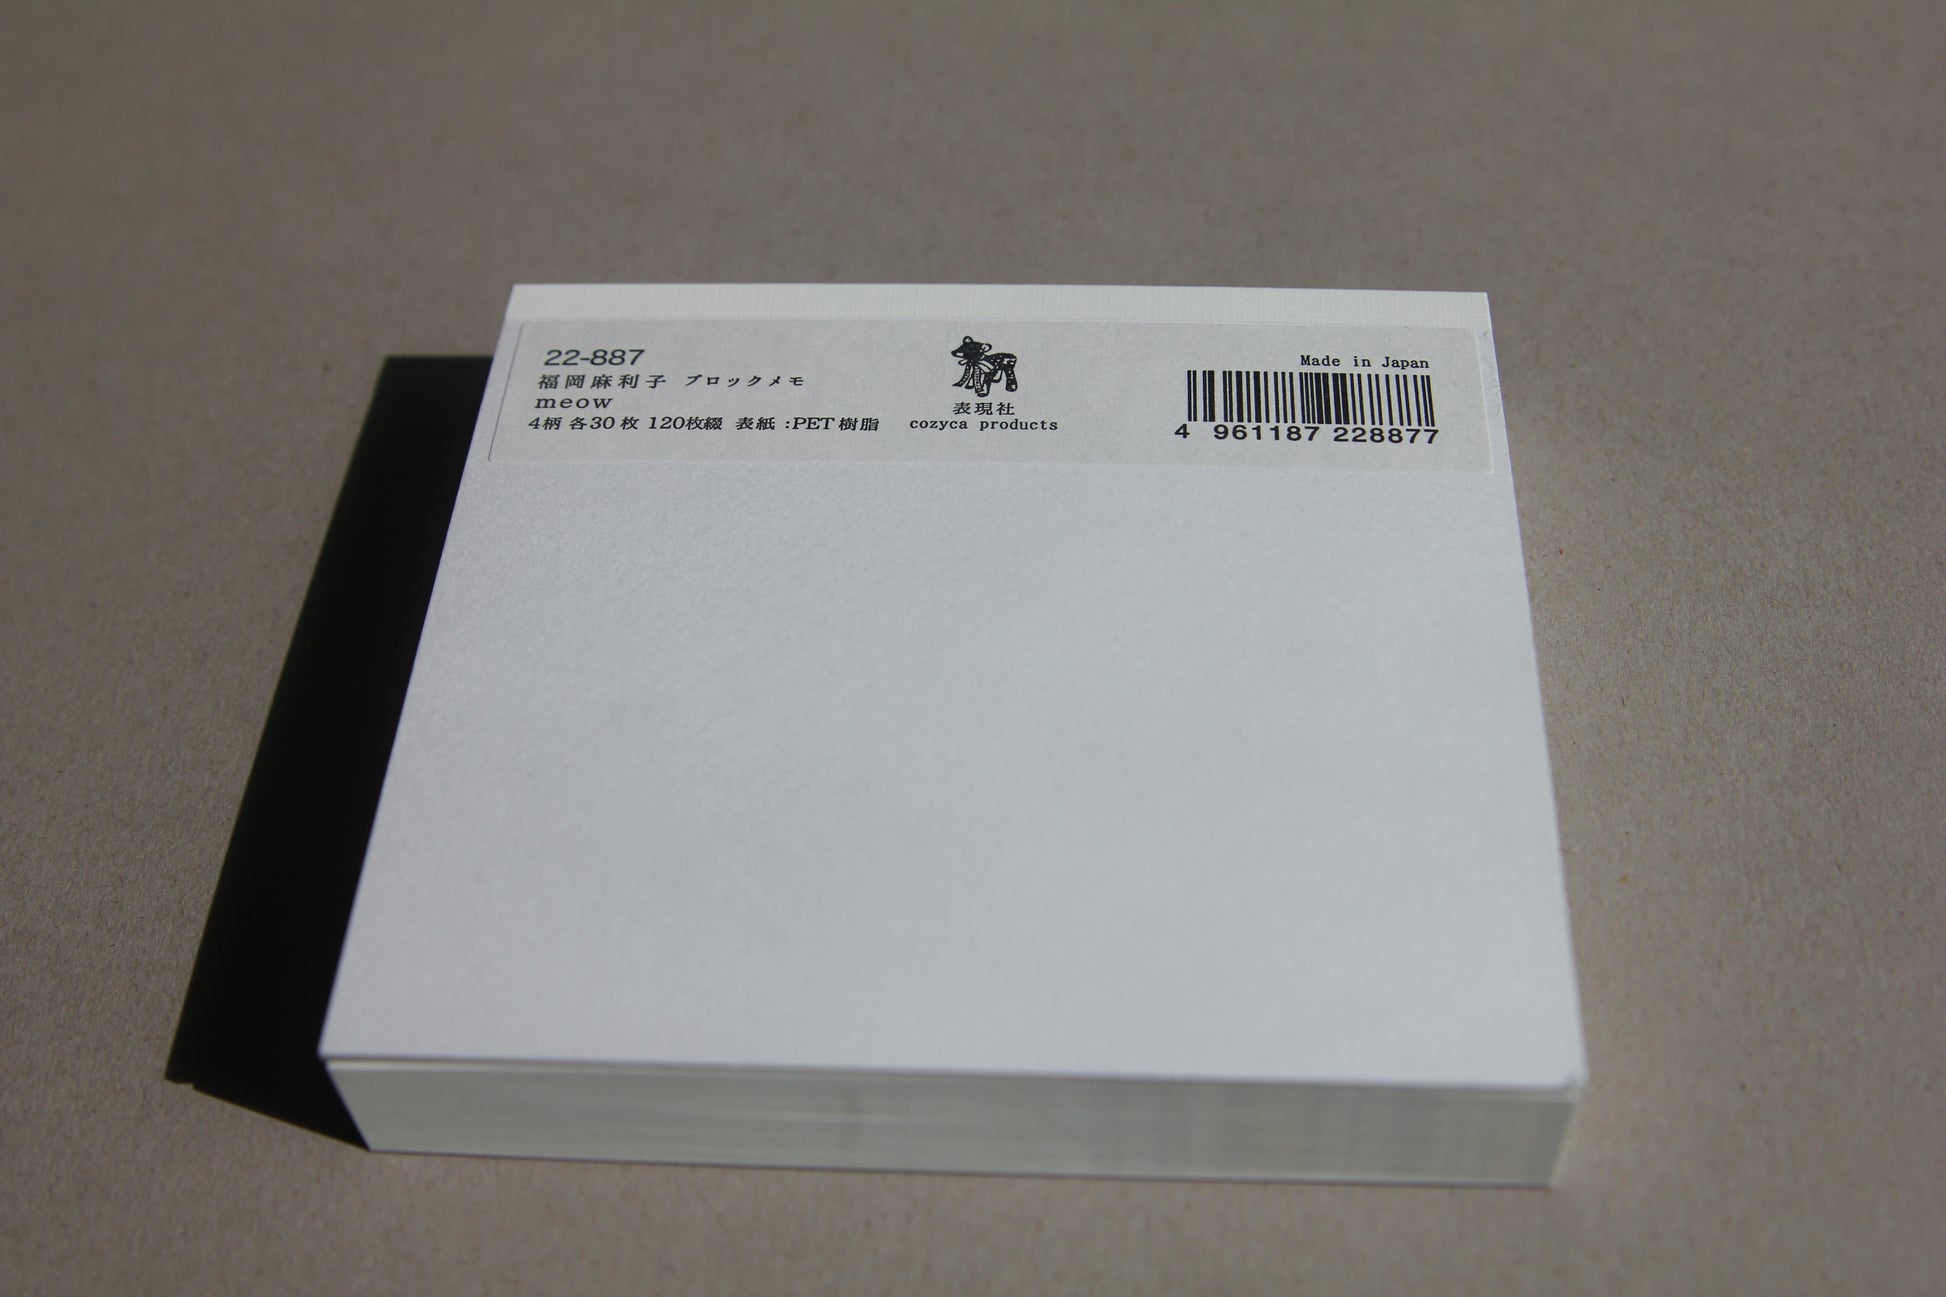 22-887
福岡麻利子 ブロックメモ
meow
4柄 各30枚 120枚綴 表紙:PET樹脂
表現社
cozyca products
Made in Japan
4 961187 228877